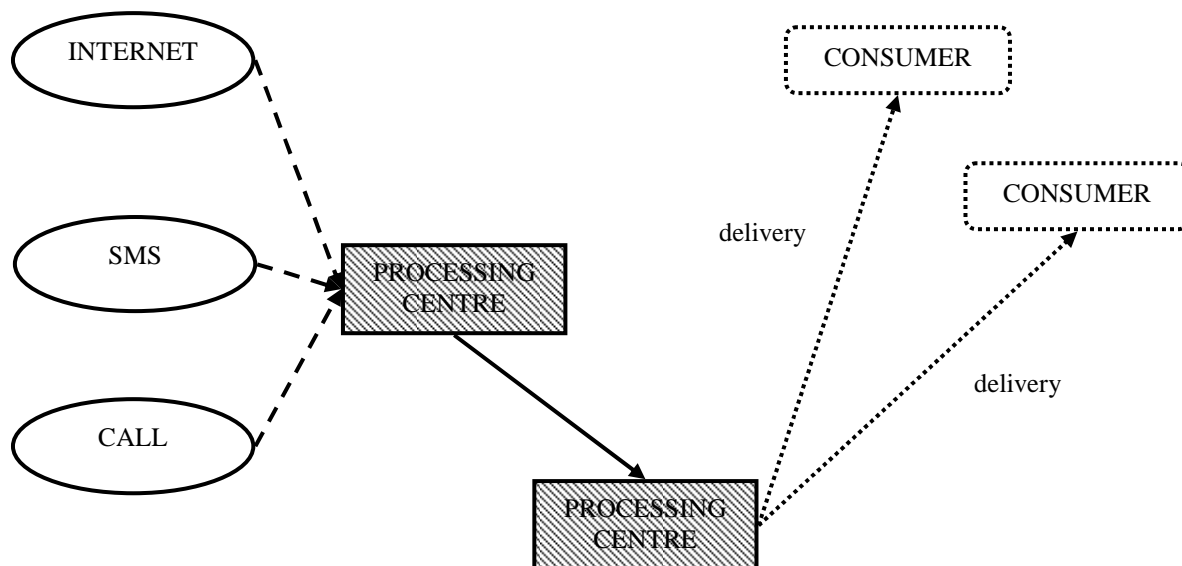 INTERNET
CONSUMER
CONSUMER
delivery
SMS
PROCESSING
CENTRE
delivery
CALL
PROCESSING
CENTRE